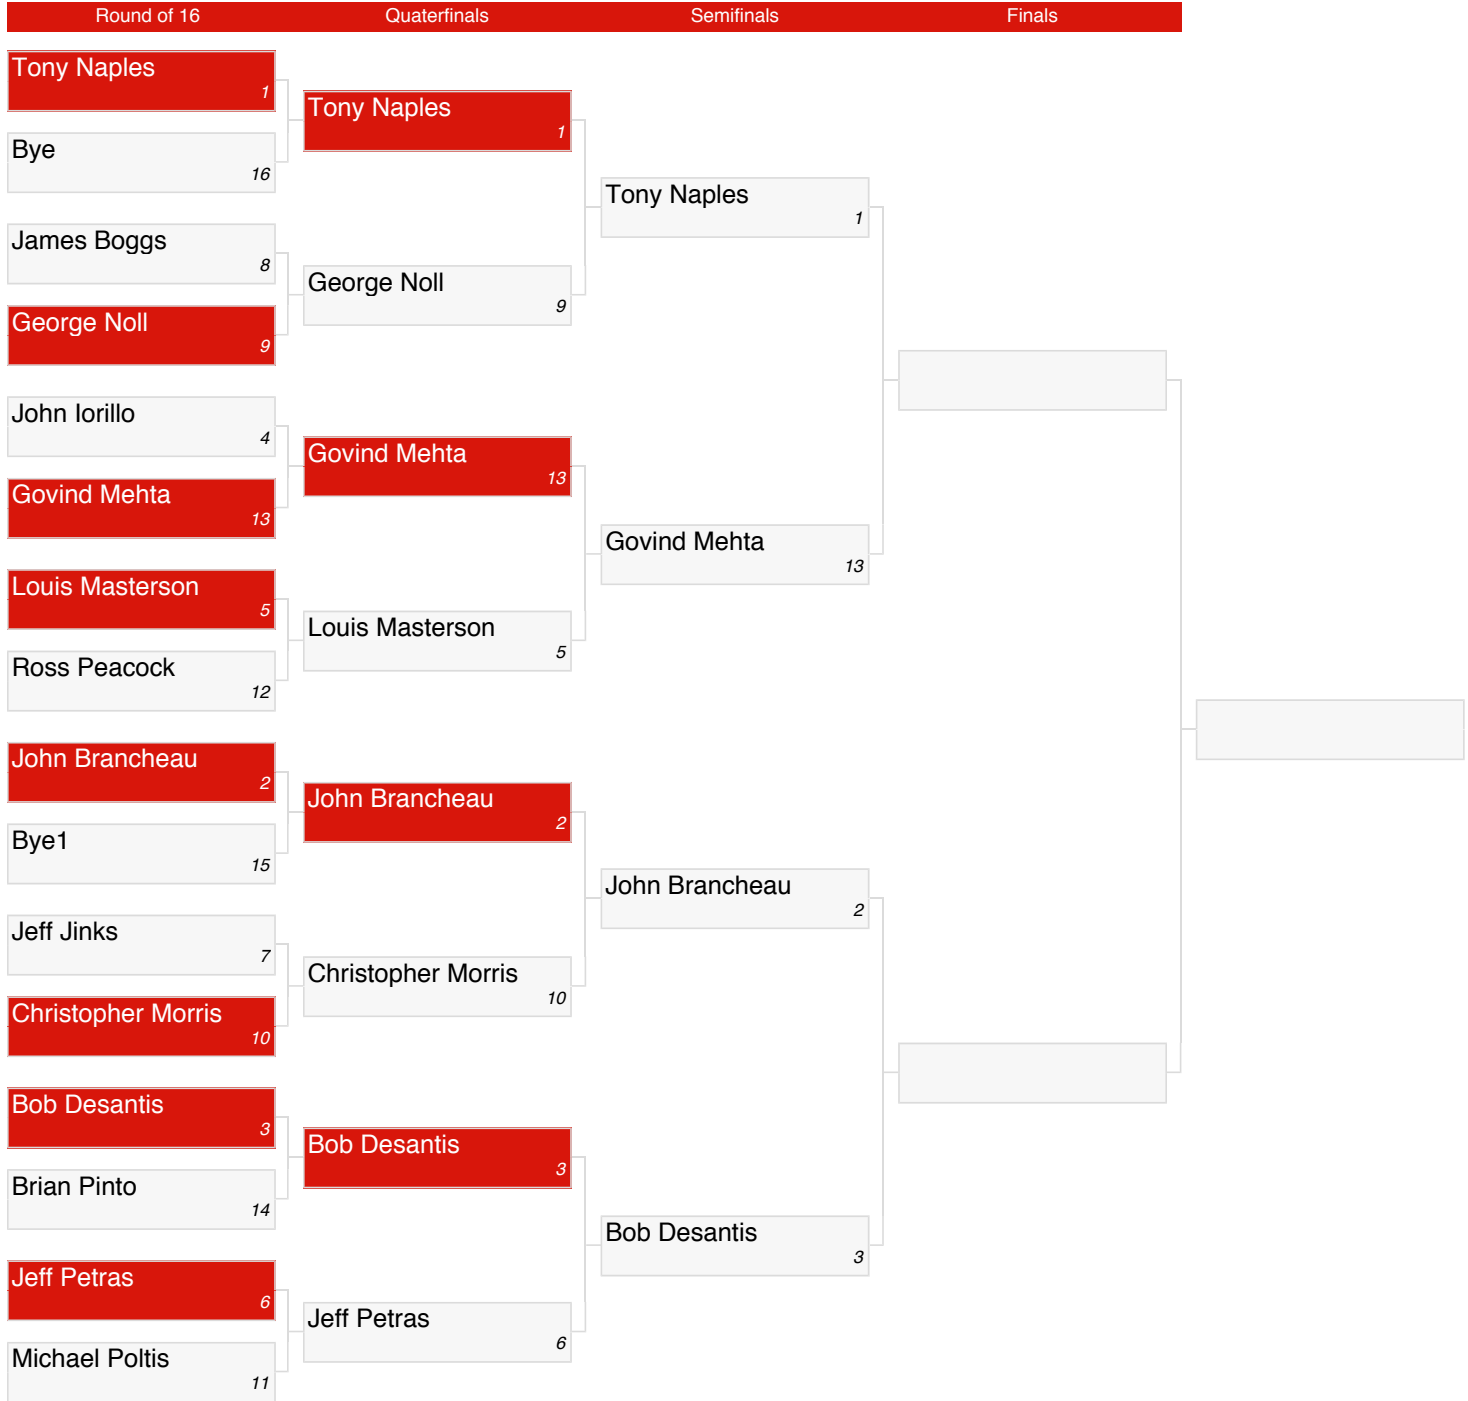 Round of 16
Quaterfinals
Semifinals
Finals
Tony Naples
1
Bye
16
James Boggs
8
George Noll
9
John Iorillo
4
Govind Mehta
13
Louis Masterson
5
Ross Peacock
12
John Brancheau
2
Bye1
15
Jeff Jinks
7
Christopher Morris
10
Bob Desantis
3
Brian Pinto
14
Jeff Petras
6
Michael Poltis
11
Tony Naples
1
George Noll
9
Govind Mehta
13
Louis Masterson
5
John Brancheau
2
Christopher Morris
10
Bob Desantis
3
Jeff Petras
6
Tony Naples
1
Govind Mehta
13
John Brancheau
2
Bob Desantis
3